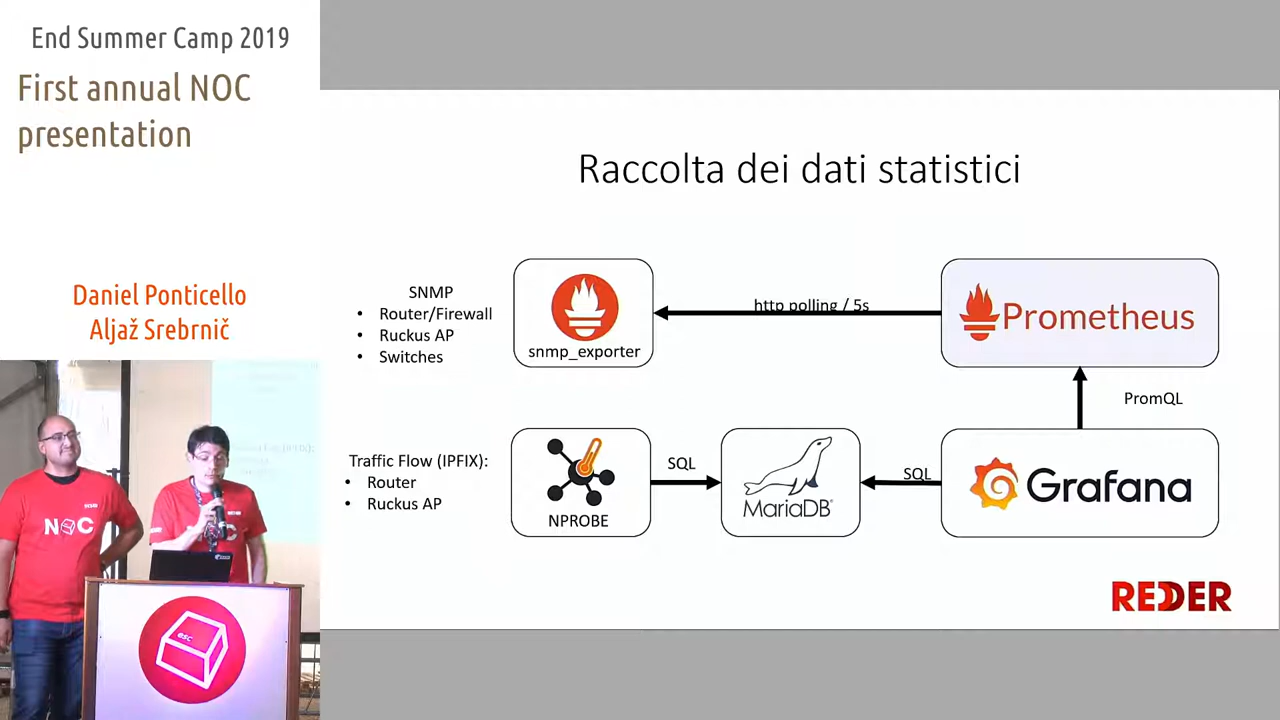 End Summer Camp 2019
First annual NOC
presentation
Daniel Ponticello
Aljaž Srebrnič
NOC
esc
Raccolta dei dati statistici
SNMP
• Router/Firewall
• Ruckus AP
• Switches
snmp_exporter
http polling / 5s
Prometheus
PromQL
Traffic Flow (IPFIX):
• Router
• Ruckus AP
NPROBE
SQL
MariaDB
SQL
Grafana
REDDER